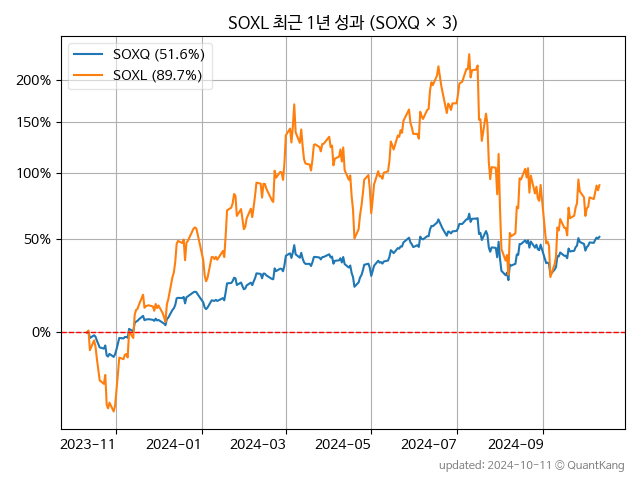 SOXL 최근 1년 성과 (SOXQ × 3)
SOXQ (51.6%)
SOXL (89.7%)
200%
150%
100%
50%
0%
2023-11
2024-01
2024-03
2024-05
2024-07
2024-09
updated: 2024-10-11 © QuantKang